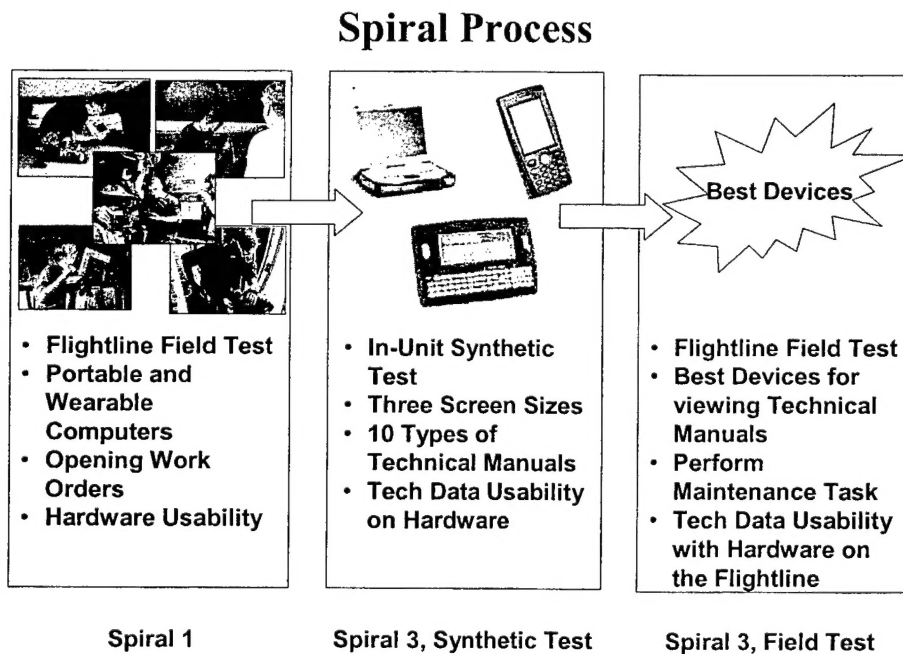 Spiral Process
• Flightline Field Test
• Portable and
Wearable
Computers
• Opening Work
Orders
• Hardware Usability
• In-Unit Synthetic
Test
• Three Screen Sizes
• 10 Types of
Technical Manuals
• Tech Data Usability
on Hardware
Best Devices
• Flightline Field Test
• Best Devices for
viewing Technical
Manuals
• Perform
Maintenance Task
• Tech Data Usability
with Hardware on
the Flightline
Spiral 1
Spiral 3, Synthetic Test
Spiral 3, Field Test